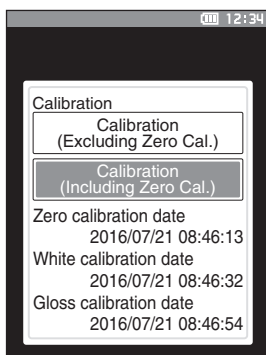 12:34
Calibration
Calibration
(Excluding Zero Cal.)
Calibration
(Including Zero Cal.)
Zero calibration date
2016/07/21 08:46:13
White calibration date
2016/07/21 08:46:32
Gloss calibration date
2016/07/21 08:46:54